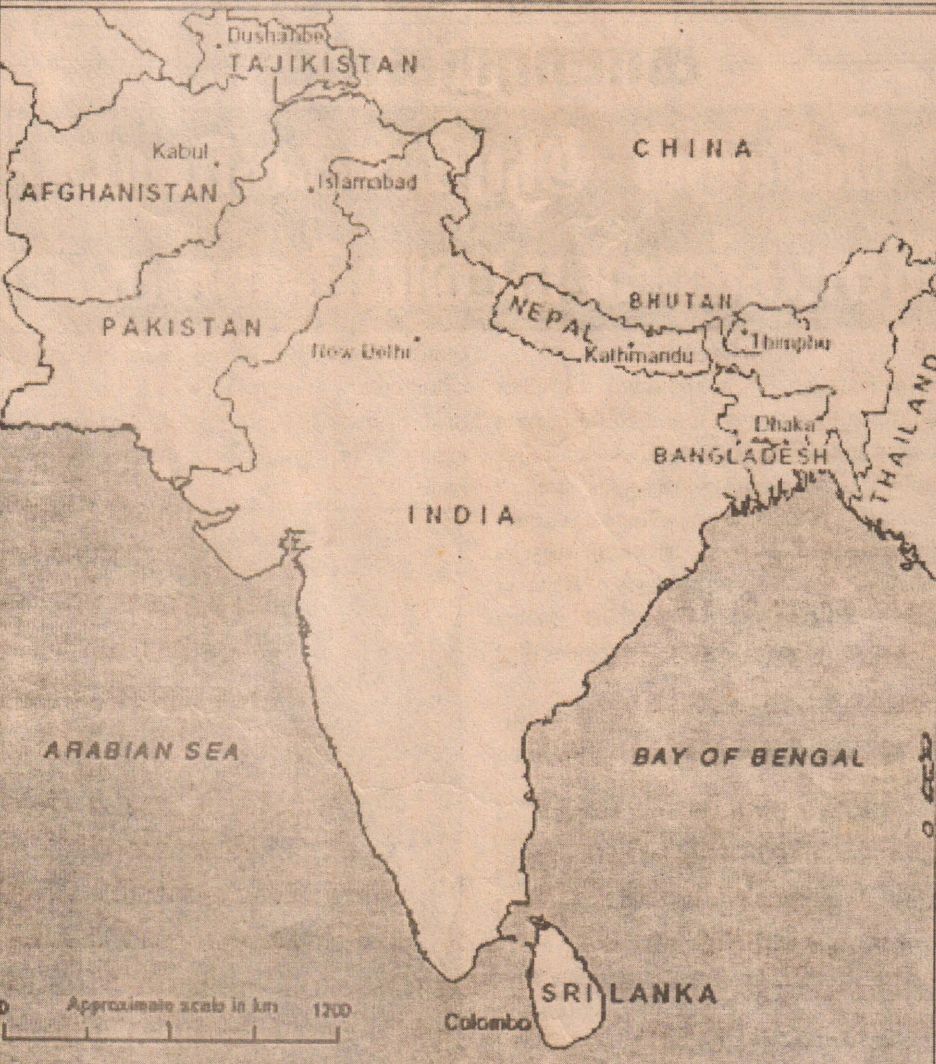 Dushanbe
TAJIKISTAN
CHINA
Kabul
Islamabad
AFGHANISTAN
BHUTAN
NEPAL
PAKISTAN
Thimphu
New Delhi
Kathmandu
THAILAND
Dhaka
BANGLADESH
INDIA
ARABIAN SEA
BAY OF BENGAL
SRI LANKA
0 Approximate scale in km 1200
Colombo